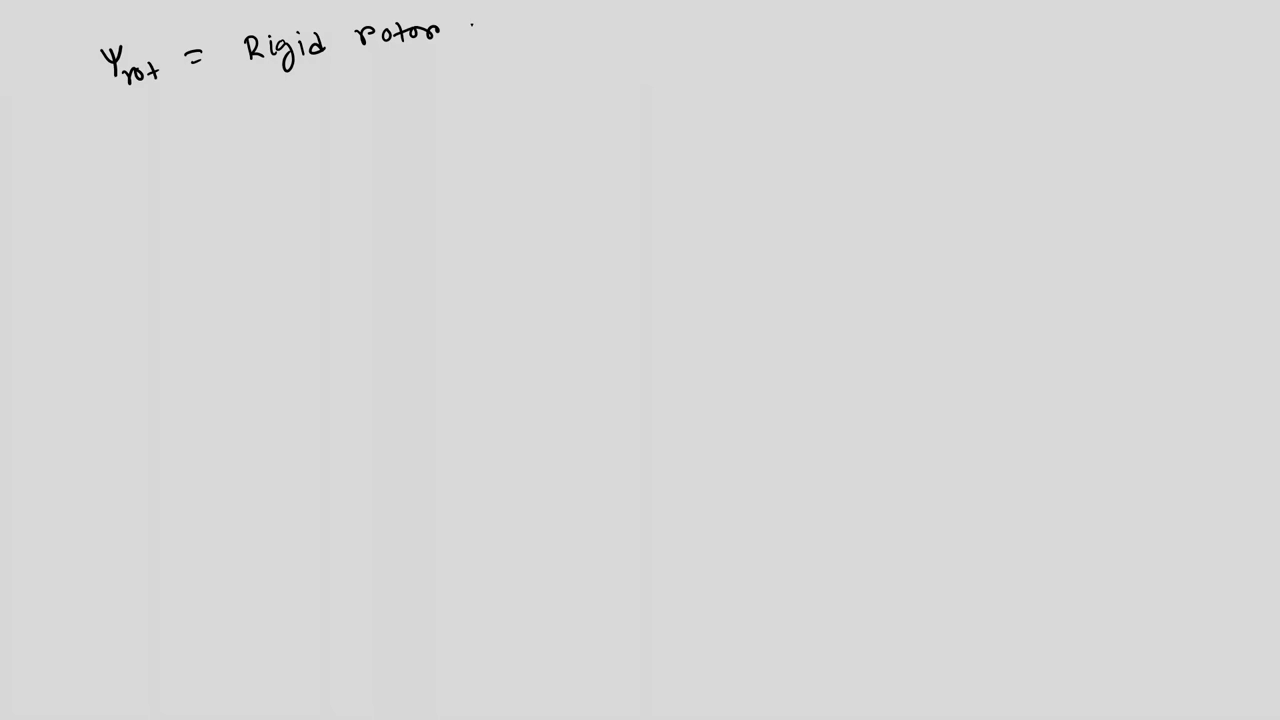 Ψrot = Rigid rotor